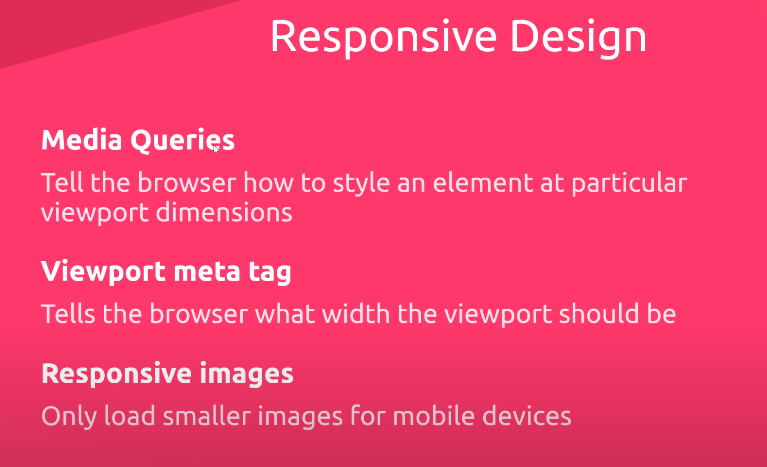 Responsive Design
Media Queries
Tell the browser how to style an element at particular
viewport dimensions
Viewport meta tag
Tells the browser what width the viewport should be
Responsive images
Only load smaller images for mobile devices